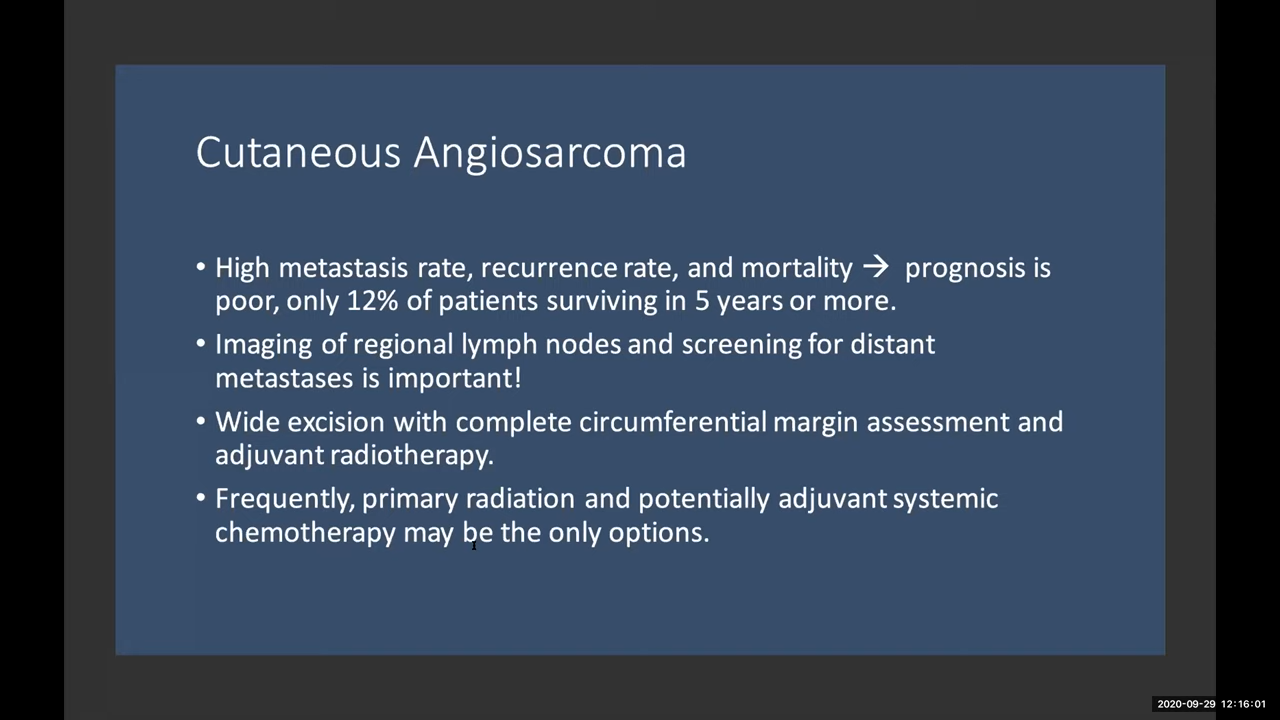 Cutaneous Angiosarcoma
• High metastasis rate, recurrence rate, and mortality → prognosis is
poor, only 12% of patients surviving in 5 years or more.
• Imaging of regional lymph nodes and screening for distant
metastases is important!
• Wide excision with complete circumferential margin assessment and
adjuvant radiotherapy.
• Frequently, primary radiation and potentially adjuvant systemic
chemotherapy may be the only options.
2020-09-29 12:16:01